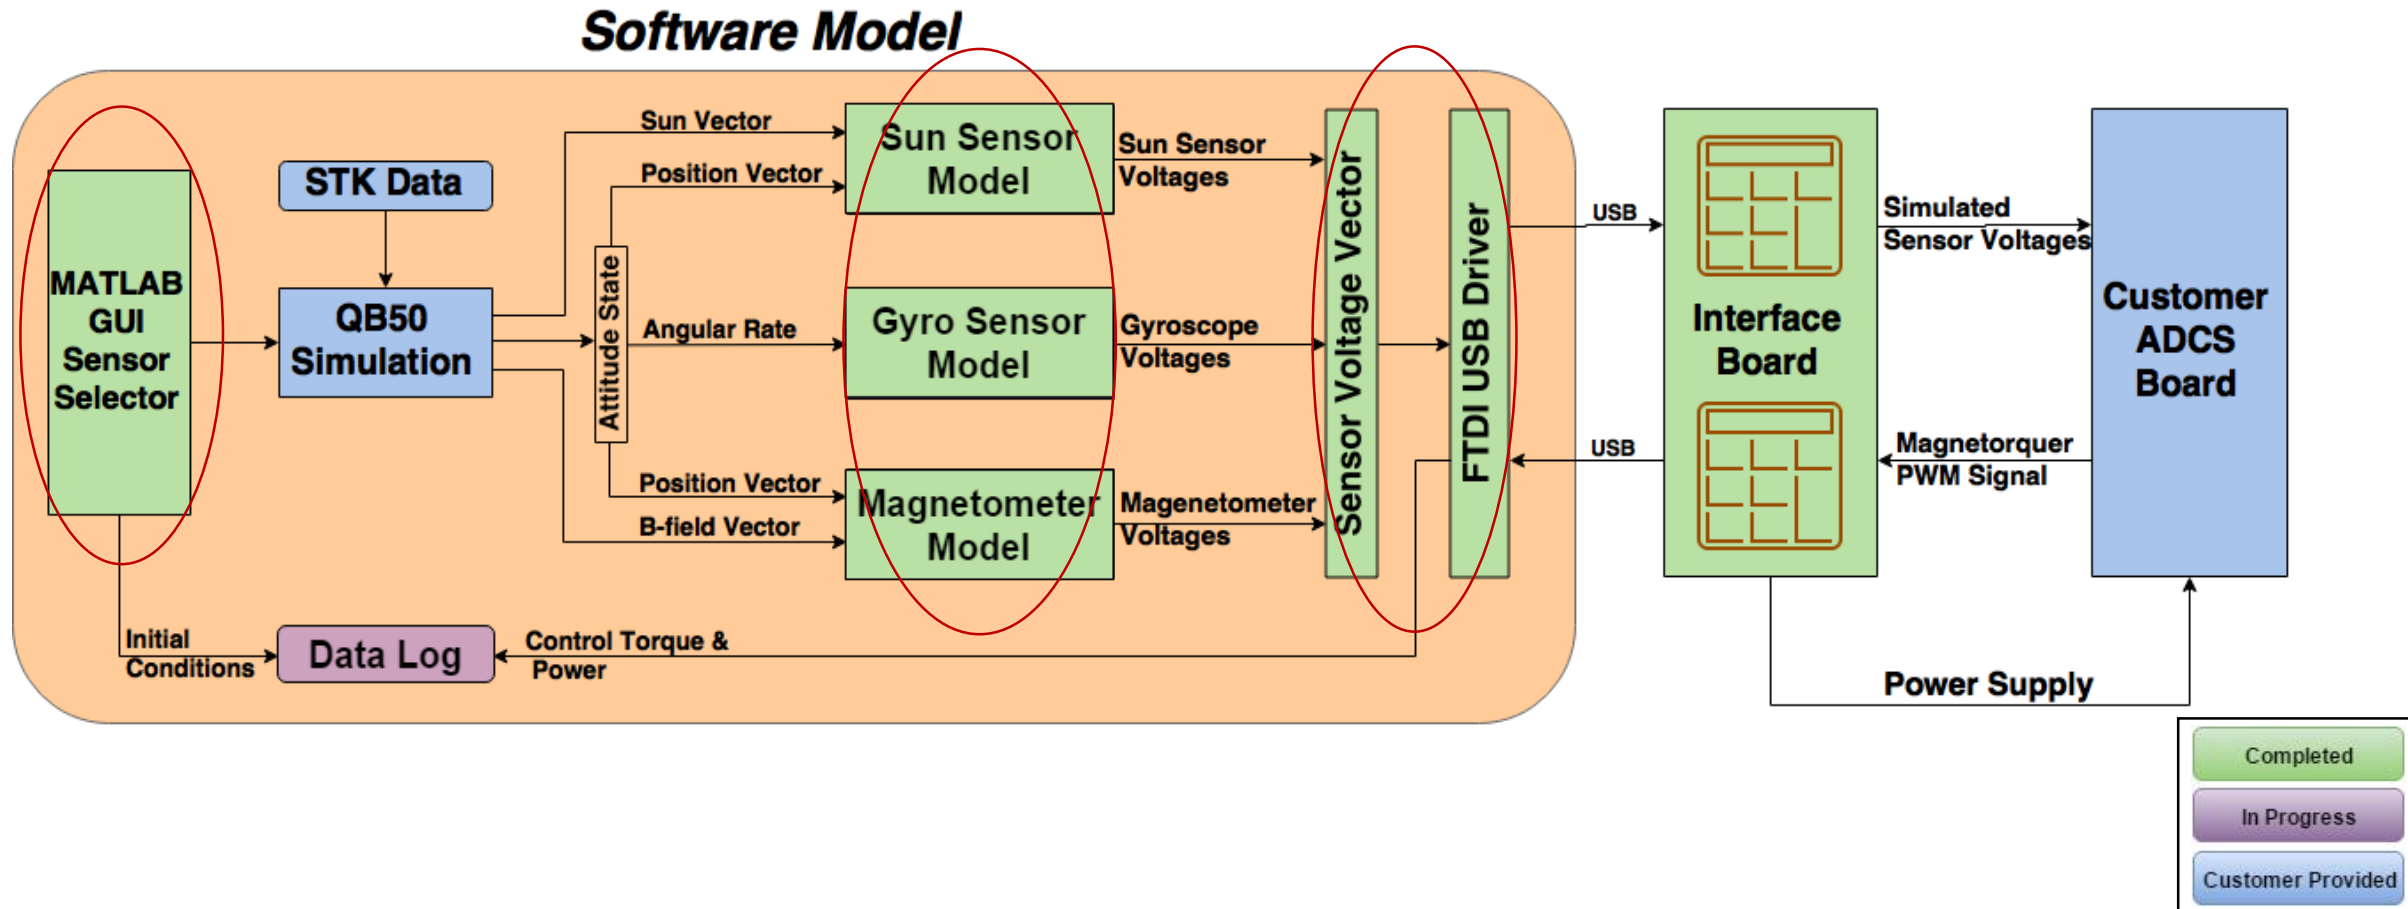 Software Model
MATLAB
GUI
Sensor
Selector
STK Data
QB50
Simulation
Sun Vector
Position Vector
Attitude State
Angular Rate
Position Vector
B-field Vector
Sun Sensor
Model
Gyro Sensor
Model
Magnetometer
Model
Sun Sensor
Voltages
Gyroscope
Voltages
Magenetometer
Voltages
Sensor Voltage Vector
FTDI USB Driver
Initial
Conditions
Data Log
Control Torque &
Power
USB
USB
Interface
Board
Simulated
Sensor Voltages
Magnetorquer
PWM Signal
Customer
ADCS
Board
Power Supply
Completed
In Progress
Customer Provided